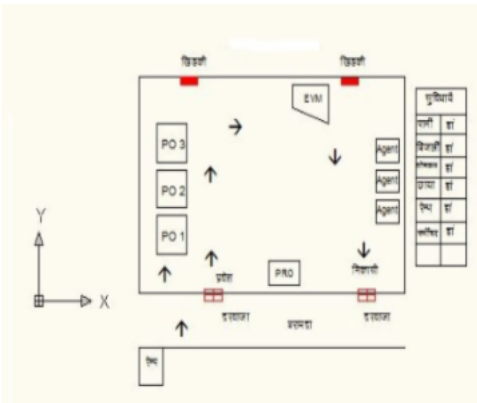 खिड़की
खिड़की
EVM
सुविधायें
पानी हां
बिजली हां
हां
छाया हां
रैम्प हां
फर्नीचर हां
PO 3
PO 2
PO 1
Agent
Agent
Agent
Y
X
PRO
प्रवेश
निकासी
दरवाजा
बरामदा
दरवाजा
रैम्प